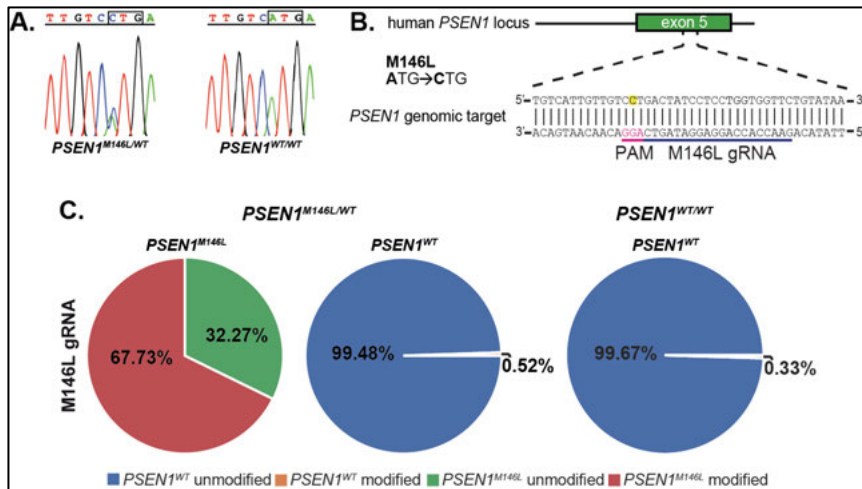 A.
T T G T C C T G A
T T G T C A T G A
PSEN1M146L/WT
PSEN1WT/WT
B.
human PSEN1 locus
exon 5
M146L
ATG→CTG
PSEN1 genomic target
5'-TGTCATTGTTGTCCTGACTATCCTCCTGGTGGTTCTGTATAA-3'
3'-ACAGTAACAACAGGACTGATAGGAGGACCACCAAGACATATT-5'
PAM M146L gRNA
C.
PSEN1M146L/WT
PSEN1WT/WT
PSEN1M146L
PSEN1WT
PSEN1WT
M146L gRNA
67.73%
32.27%
99.48%
0.52%
99.67%
0.33%
PSEN1WT unmodified PSEN1WT modified PSEN1M146L unmodified PSEN1M146L modified